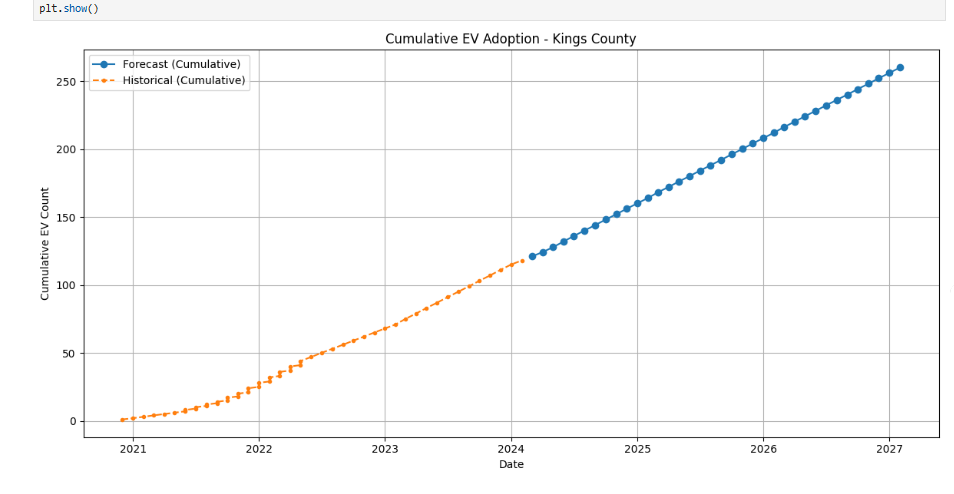 plt.show()
Cumulative EV Adoption - Kings County
Forecast (Cumulative)
Historical (Cumulative)
250
200
150
100
50
0
Cumulative EV Count
2021 2022 2023 2024 2025 2026 2027
Date